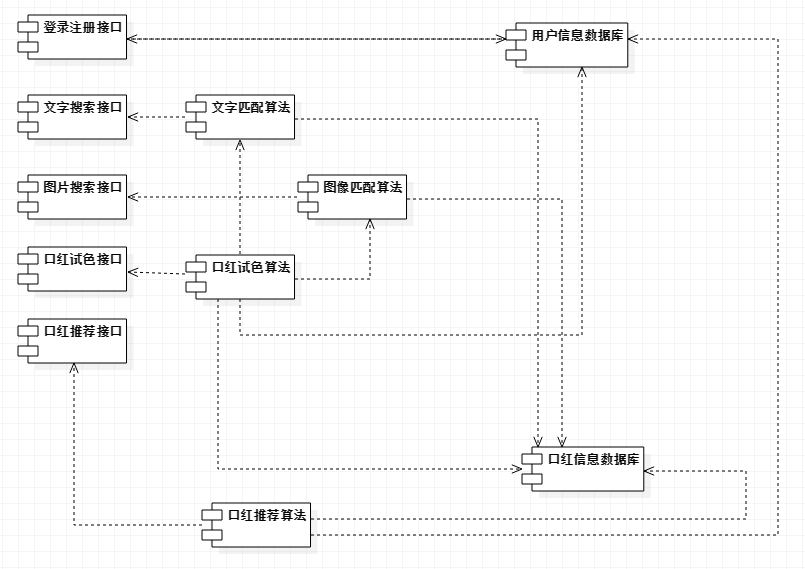 登录注册接口
用户信息数据库
文字搜索接口
文字匹配算法
图片搜索接口
图像匹配算法
口红试色接口
口红试色算法
口红推荐接口
口红信息数据库
口红推荐算法